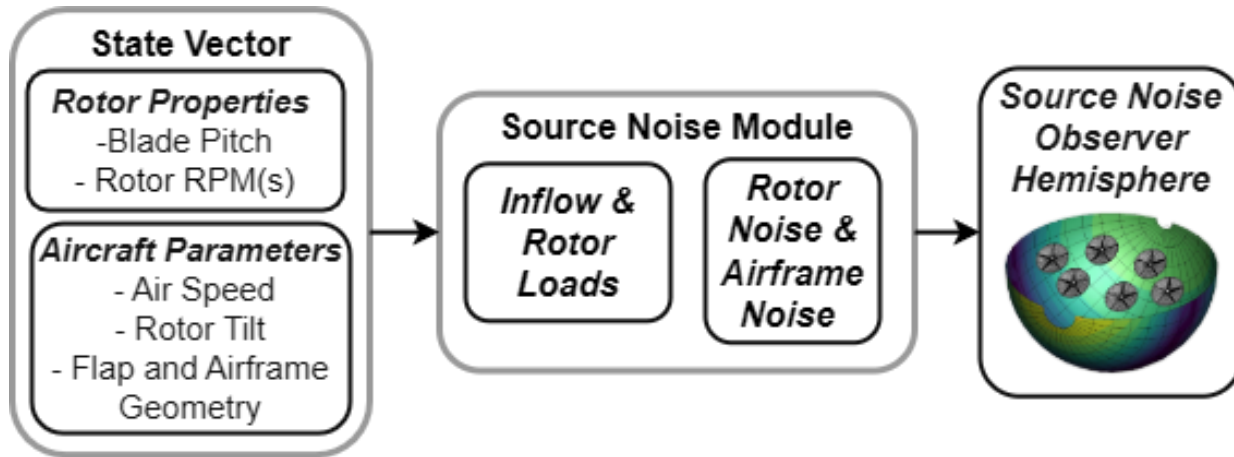 State Vector
Rotor Properties
-Blade Pitch
- Rotor RPM(s)
Aircraft Parameters
- Air Speed
- Rotor Tilt
- Flap and Airframe
Geometry
Source Noise Module
Inflow &
Rotor
Loads
Rotor
Noise &
Airframe
Noise
Source Noise
Observer
Hemisphere